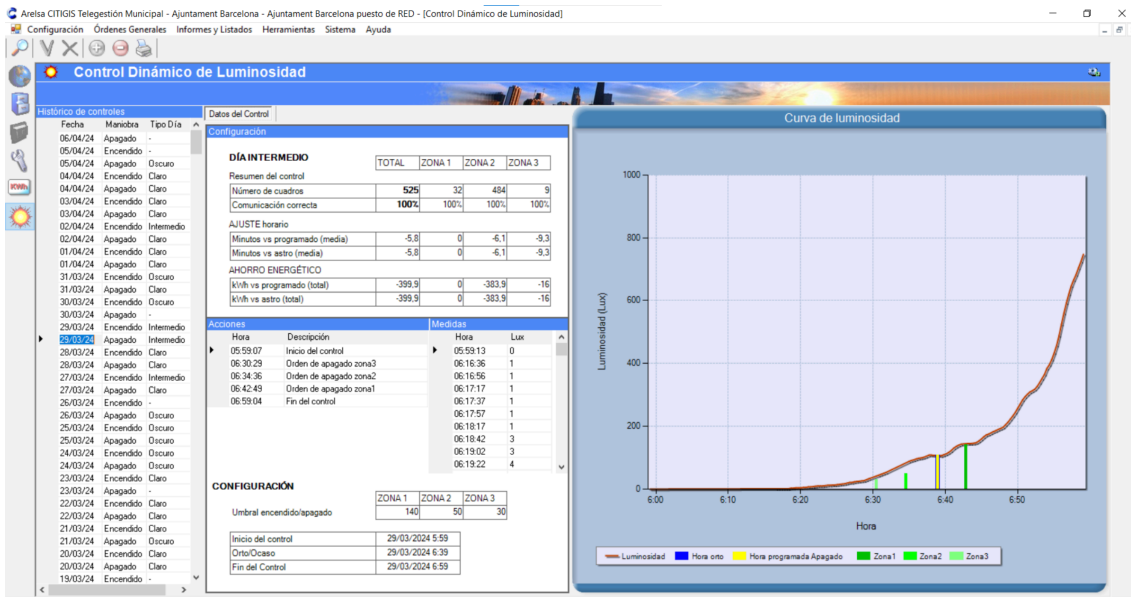 Arelsa CITIGIS Telegestión Municipal - Ajuntament Barcelona - Ajuntament Barcelona puesto de RED - [Control Dinámico de Luminosidad]
Configuración Órdenes Generales Informes y Listados Herramientas Sistema Ayuda
Control Dinámico de Luminosidad
KWh
Histórico de controles
Fecha Maniobra Tipo Día
06/04/24 Apagado -
05/04/24 Encendido -
05/04/24 Apagado Oscuro
04/04/24 Encendido Claro
04/04/24 Apagado Claro
03/04/24 Encendido Claro
03/04/24 Apagado Claro
02/04/24 Encendido Intermedio
02/04/24 Apagado Claro
01/04/24 Encendido Claro
01/04/24 Apagado Claro
31/03/24 Encendido Oscuro
31/03/24 Apagado Claro
30/03/24 Encendido Oscuro
30/03/24 Apagado -
29/03/24 Encendido Intermedio
29/03/24 Apagado Intermedio
28/03/24 Encendido Claro
28/03/24 Apagado Claro
27/03/24 Encendido Intermedio
27/03/24 Apagado Claro
26/03/24 Encendido -
26/03/24 Apagado Oscuro
25/03/24 Encendido Oscuro
25/03/24 Apagado Oscuro
24/03/24 Encendido Oscuro
24/03/24 Apagado Oscuro
23/03/24 Encendido Claro
23/03/24 Apagado -
22/03/24 Encendido Claro
22/03/24 Apagado Claro
21/03/24 Encendido Claro
21/03/24 Apagado Oscuro
20/03/24 Encendido Claro
20/03/24 Apagado Claro
19/03/24 Encendido -
Datos del Control
Configuración
DÍA INTERMEDIO TOTAL ZONA 1 ZONA 2 ZONA 3
Resumen del control
Número de cuadros 525 32 484 9
Comunicación correcta 100% 100% 100% 100%
AJUSTE horario
Minutos vs programado (media) -5,8 0 -6,1 -9,3
Minutos vs astro (media) -5,8 0 -6,1 -9,3
AHORRO ENERGÉTICO
kWh vs programado (total) -399,9 0 -383,9 -16
kWh vs astro (total) -399,9 0 -383,9 -16
Acciones
Hora Descripción
05:59:07 Inicio del control
06:30:29 Orden de apagado zona3
06:34:36 Orden de apagado zona2
06:42:49 Orden de apagado zona1
06:59:04 Fin del control
Medidas
Hora Lux
05:59:13 0
06:16:36 1
06:16:56 1
06:17:17 1
06:17:37 1
06:17:57 1
06:18:17 1
06:18:42 3
06:19:02 3
06:19:22 4
CONFIGURACIÓN
ZONA 1 ZONA 2 ZONA 3
Umbral encendido/apagado 140 50 30
Inicio del control 29/03/2024 5:59
Orto/Ocaso 29/03/2024 6:39
Fin del Control 29/03/2024 6:59
Curva de luminosidad
Luminosidad (Lux)
1000
800
600
400
200
0
6:00 6:10 6:20 6:30 6:40 6:50
Hora
Luminosidad Hora orto Hora programada Apagado Zona1 Zona2 Zona3